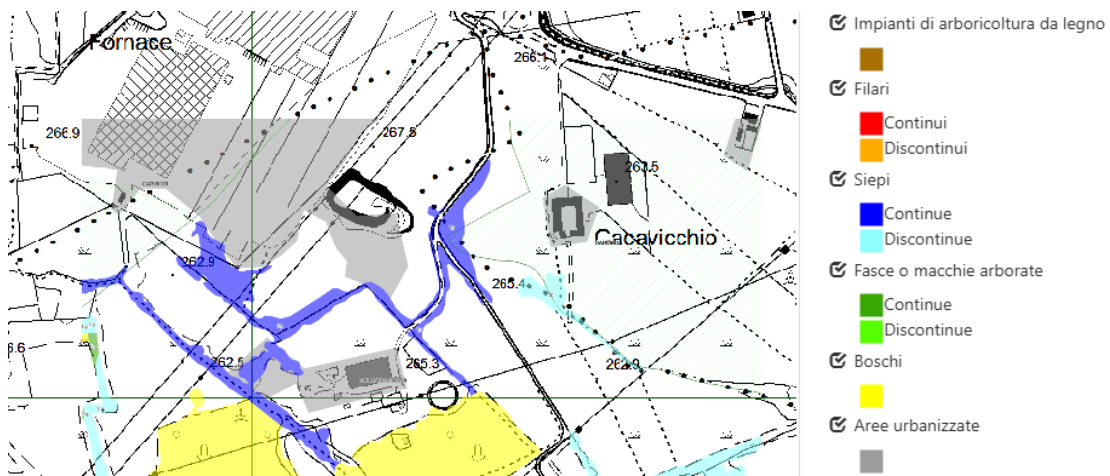 Fornace
266.1
266.9
267.5
263.5
Cacavicchio
262.9
265.4
6.6
262.5
265.3
262.9
Impianti di arboricoltura da legno
Filari
Continui
Discontinui
Siepi
Continue
Discontinue
Fasce o macchie arborate
Continue
Discontinue
Boschi
Aree urbanizzate